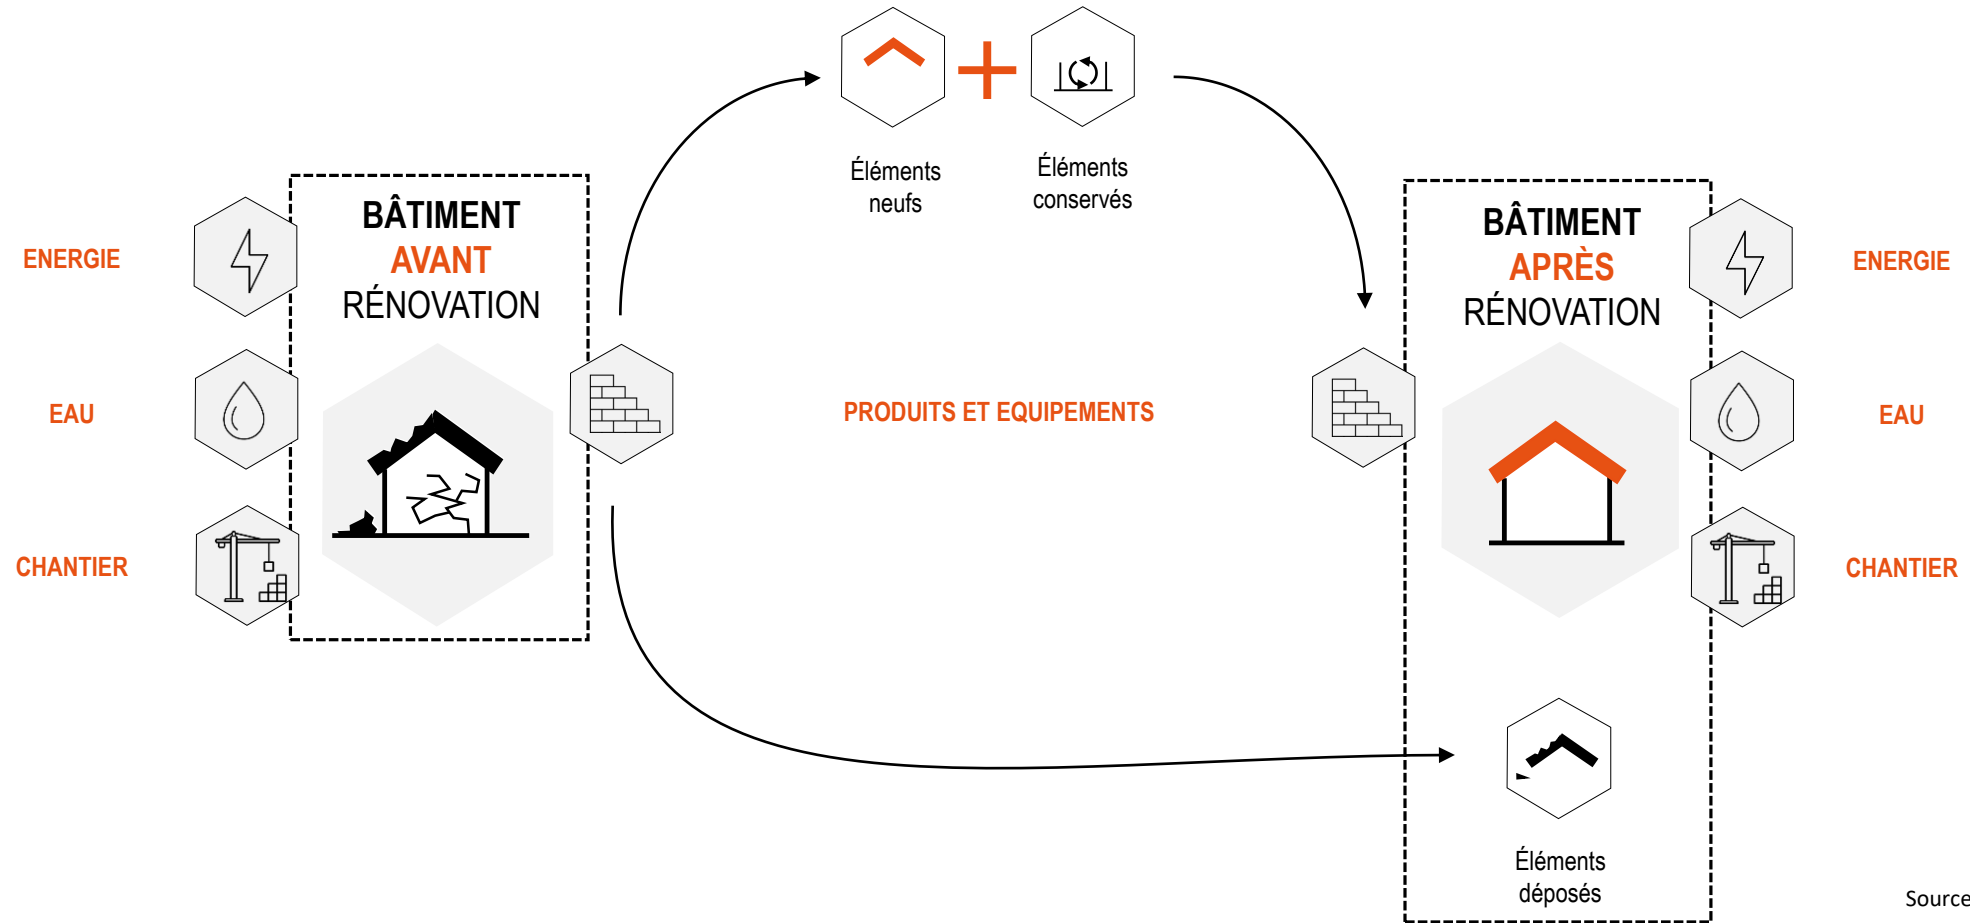 Éléments
neufs
Éléments
conservés
BÂTIMENT
AVANT
RÉNOVATION
ENERGIE
EAU
CHANTIER
PRODUITS ET EQUIPEMENTS
BÂTIMENT
APRÈS
RÉNOVATION
ENERGIE
EAU
CHANTIER
Éléments
déposés
Source